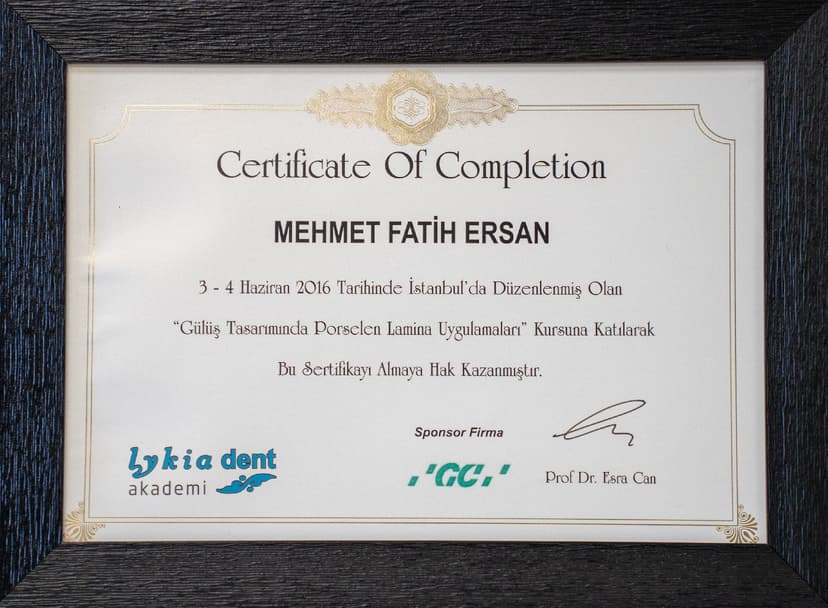 Certificate Of Completion
MEHMET FATİH ERSAN
3 - 4 Haziran 2016 Tarihinde İstanbul'da Düzenlenmiş Olan
“Gülüş Tasarımında Porselen Lamina Uygulamaları” Kursuna Katılarak
Bu Sertifikayı Almaya Hak Kazanmıştır.
Sponsor Firma
lykia dent
akademi
GC
Prof Dr. Esra Can